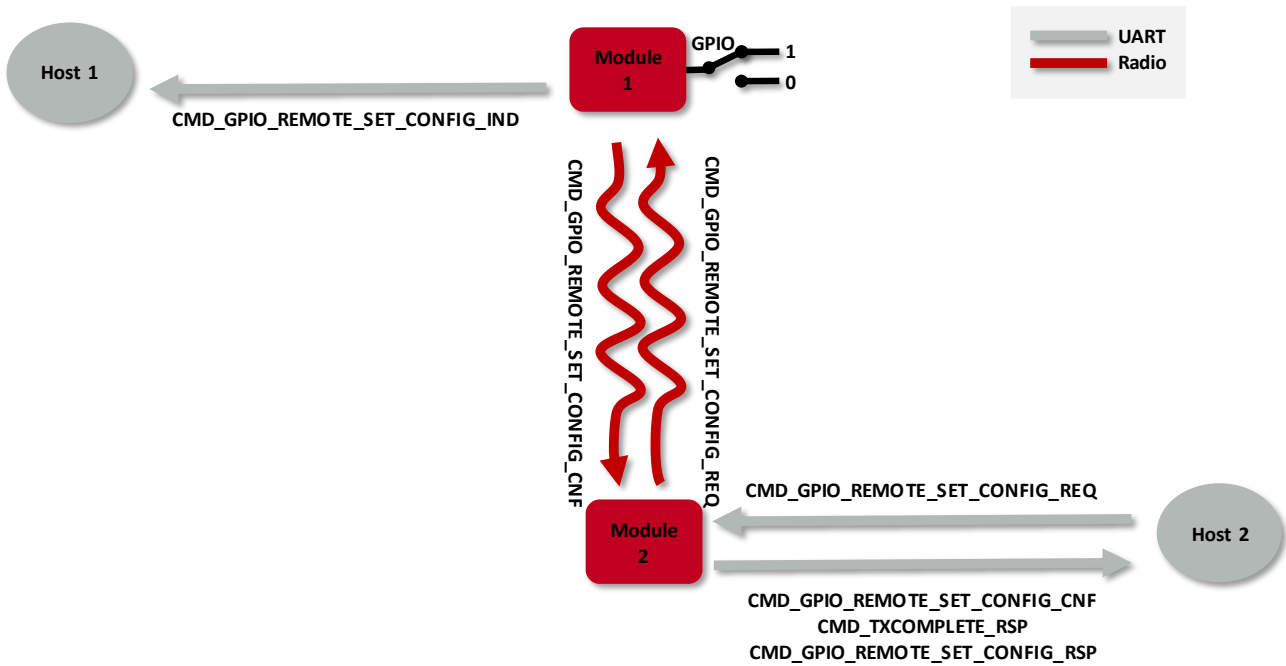 Host 1
CMD_GPIO_REMOTE_SET_CONFIG_IND
Module
1
GPIO
1
0
UART
Radio
CMD_GPIO_REMOTE_SET_CONFIG_CNF
CMD_GPIO_REMOTE_SET_CONFIG_REQ
Module
2
CMD_GPIO_REMOTE_SET_CONFIG_REQ
Host 2
CMD_GPIO_REMOTE_SET_CONFIG_CNF
CMD_TXCOMPLETE_RSP
CMD_GPIO_REMOTE_SET_CONFIG_RSP